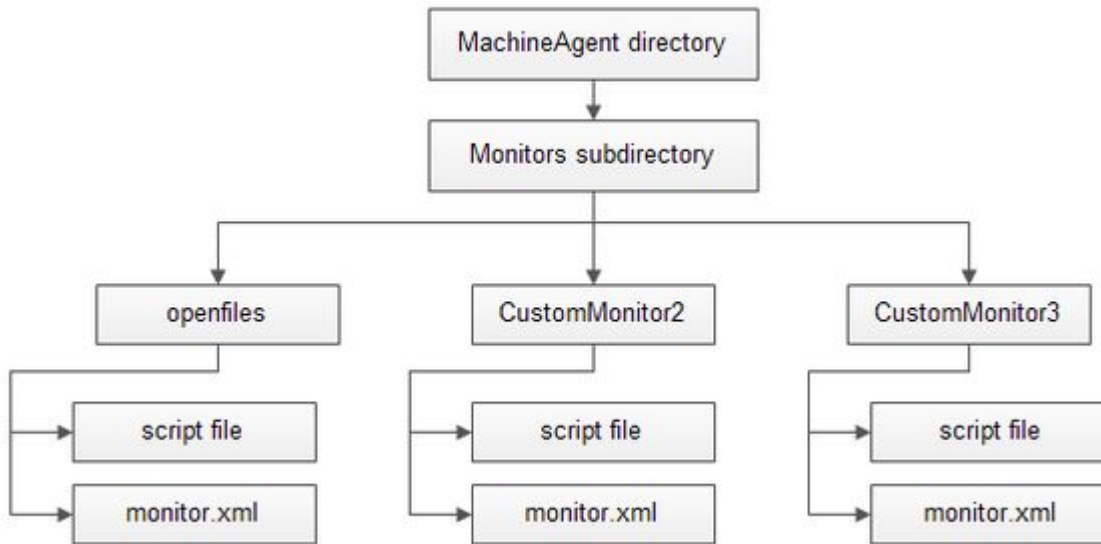 MachineAgent directory
Monitors subdirectory
openfiles
CustomMonitor2
CustomMonitor3
script file
script file
script file
monitor.xml
monitor.xml
monitor.xml